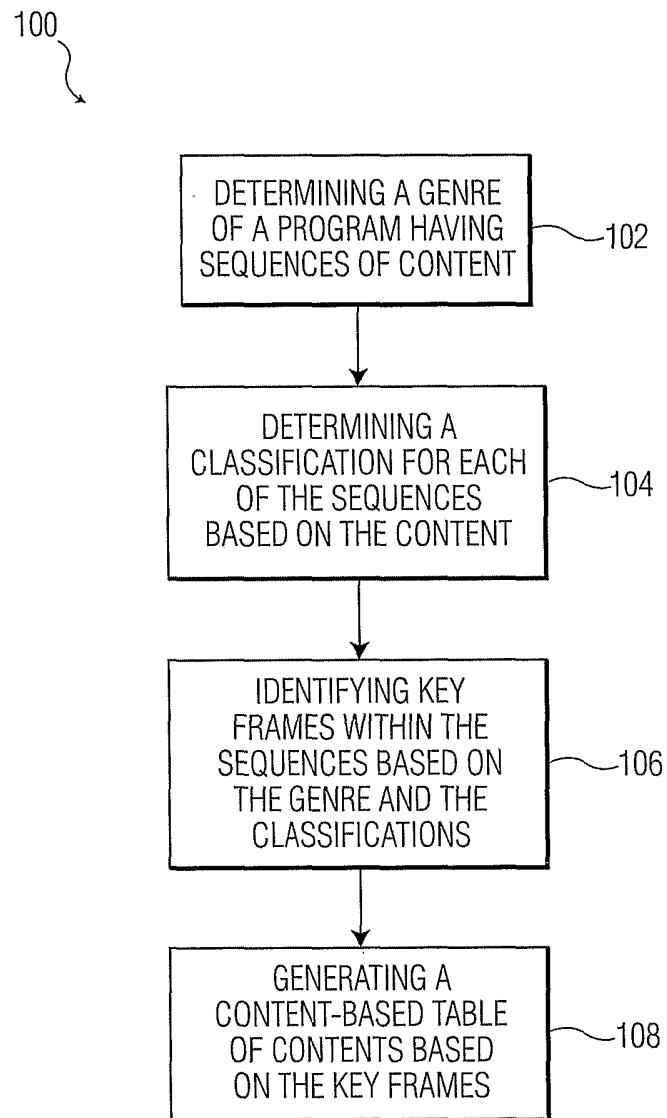 100
DETERMINING A GENRE
OF A PROGRAM HAVING
SEQUENCES OF CONTENT
102
DETERMINING A
CLASSIFICATION FOR EACH
OF THE SEQUENCES
BASED ON THE CONTENT
104
IDENTIFYING KEY
FRAMES WITHIN THE
SEQUENCES BASED ON
THE GENRE AND THE
CLASSIFICATIONS
106
GENERATING A
CONTENT-BASED TABLE
OF CONTENTS BASED
ON THE KEY FRAMES
108